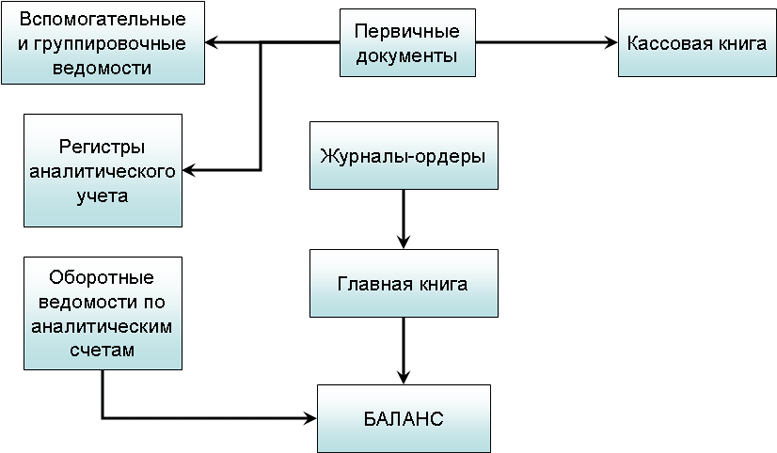 Вспомогательные
и группировочные
ведомости
Первичные
документы
Кассовая книга
Регистры
аналитического
учета
Журналы-ордеры
Оборотные
ведомости по
аналитическим
счетам
Главная книга
БАЛАНС